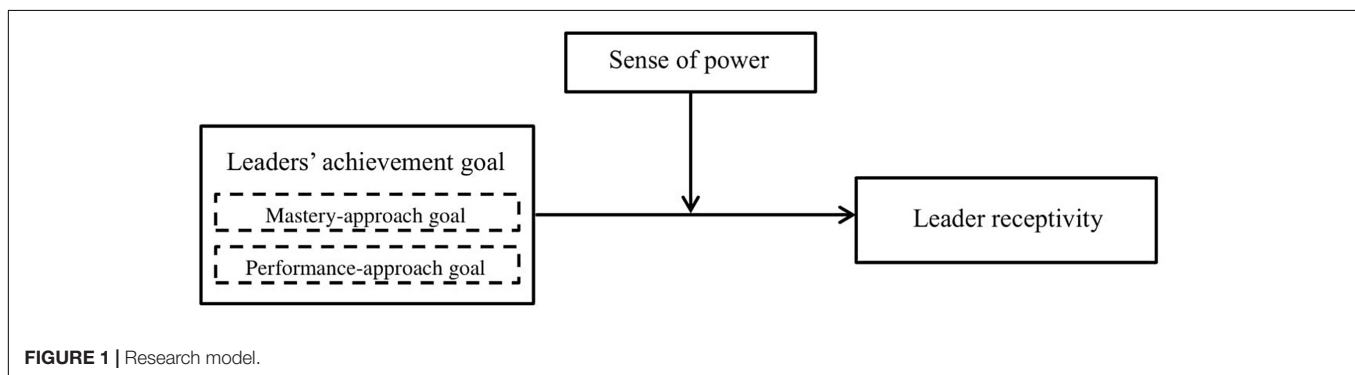 Sense of power
Leaders’ achievement goal
Mastery-approach goal
Performance-approach goal
Leader receptivity
FIGURE 1 | Research model.